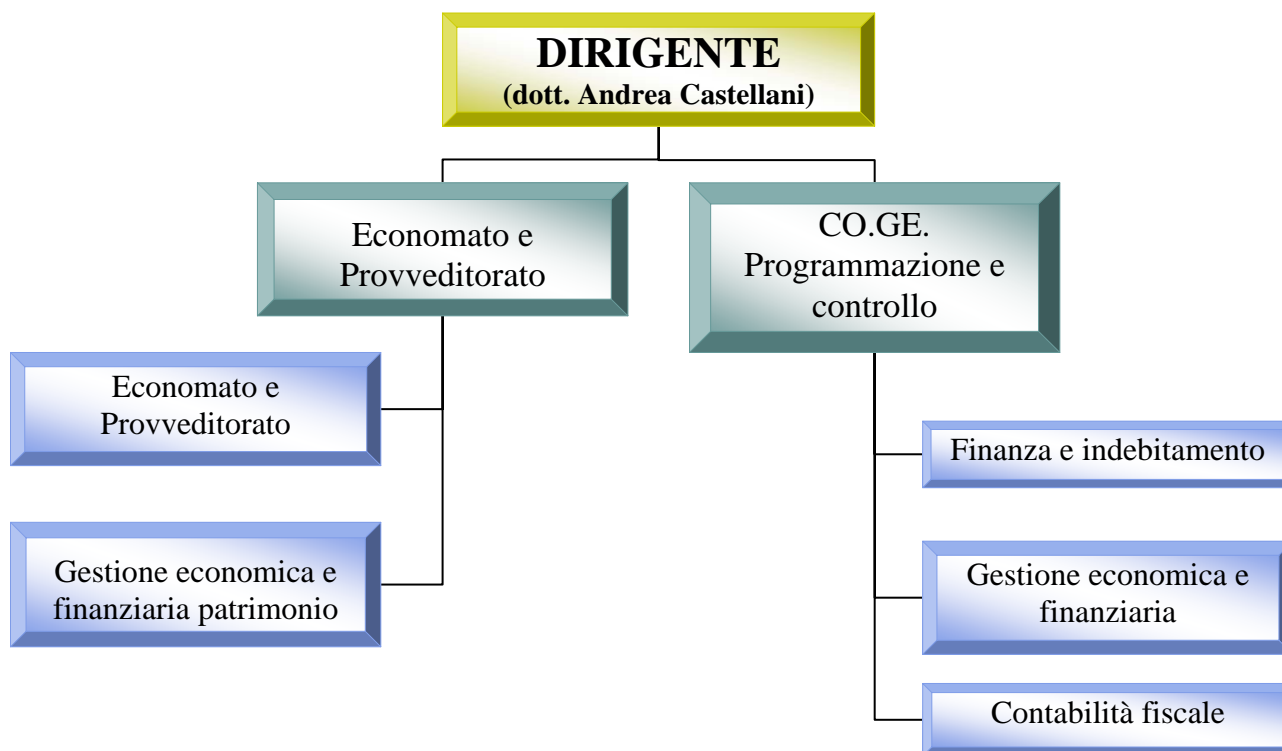 DIRIGENTE
(dott. Andrea Castellani)
Economato e
Provveditorato
CO.GE.
Programmazione e
controllo
Economato e
Provveditorato
Gestione economica e
finanziaria patrimonio
Finanza e indebitamento
Gestione economica e
finanziaria
Contabilità fiscale